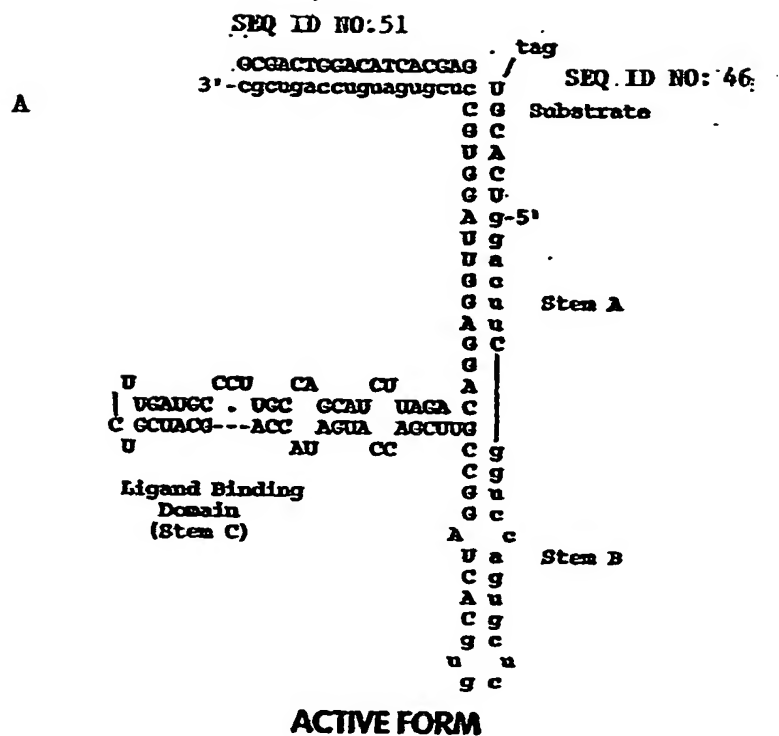 SEQ ID NO:51
tag
GCGACTGGACATCACGAG
SEQ ID NO: 46
3'-cgcugaccuguagugcuc U
A
C G Substrate
G C
U A
G C
G U
A g-5'
U g
U a
G c
G u Stem A
A u
G C
G
U CCU CA CU A
UGAUGC . UGC GCAU UAGA C
C GCUACG---ACC AGUA AGCUUG
U AU CC C g
C g
Ligand Binding
G u
Domain
G c
(Stem C)
A c
U a Stem B
C g
A u
C g
g c
u u
g c
ACTIVE FORM